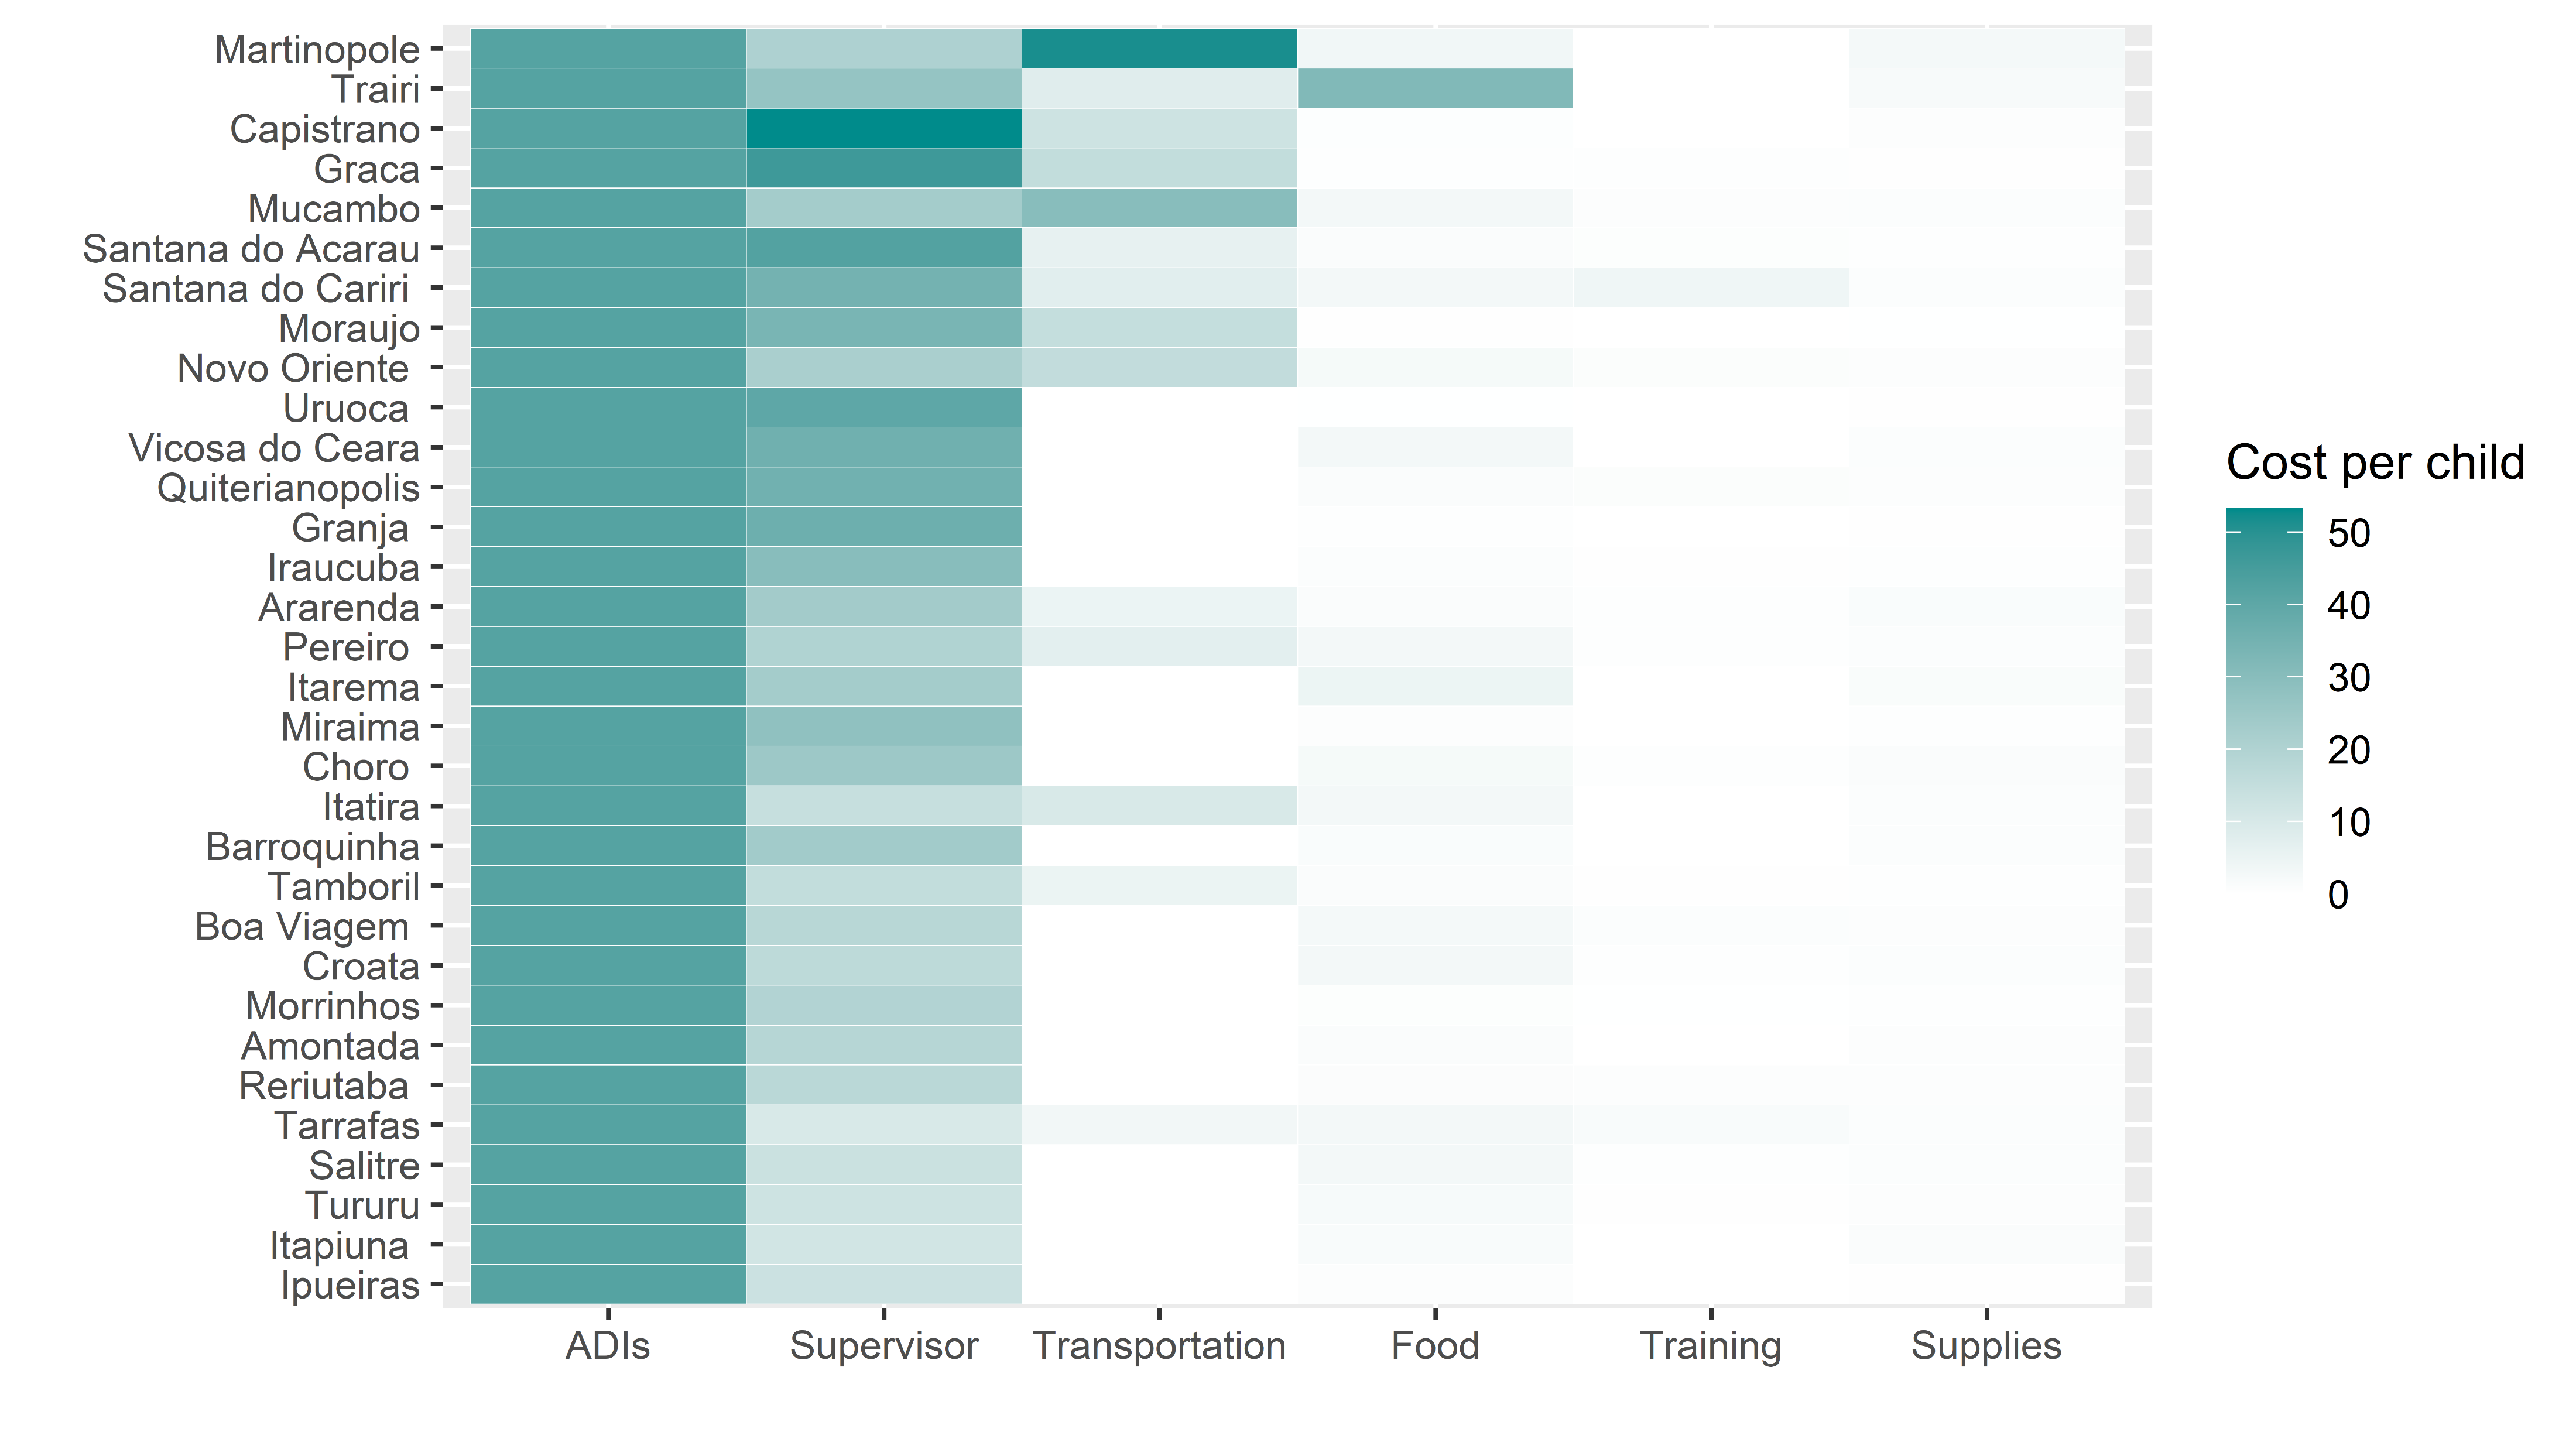 Martinopole
Trairi
Capistrano
Graca
Mucambo
Santana do Acarau
Santana do Cariri
Moraujo
Novo Oriente
Uruoca
Vicosa do Ceara
Quiterianopolis
Granja
Iraucuba
Ararenda
Pereiro
Itarema
Miraima
Choro
Itatira
Barroquinha
Tamboril
Boa Viagem
Croata
Morrinhos
Amontada
Reriutaba
Tarrafas
Salitre
Tururu
Itapiuna
Ipueiras
ADIs Supervisor Transportation Food Training Supplies
Cost per child
50
40
30
20
10
0